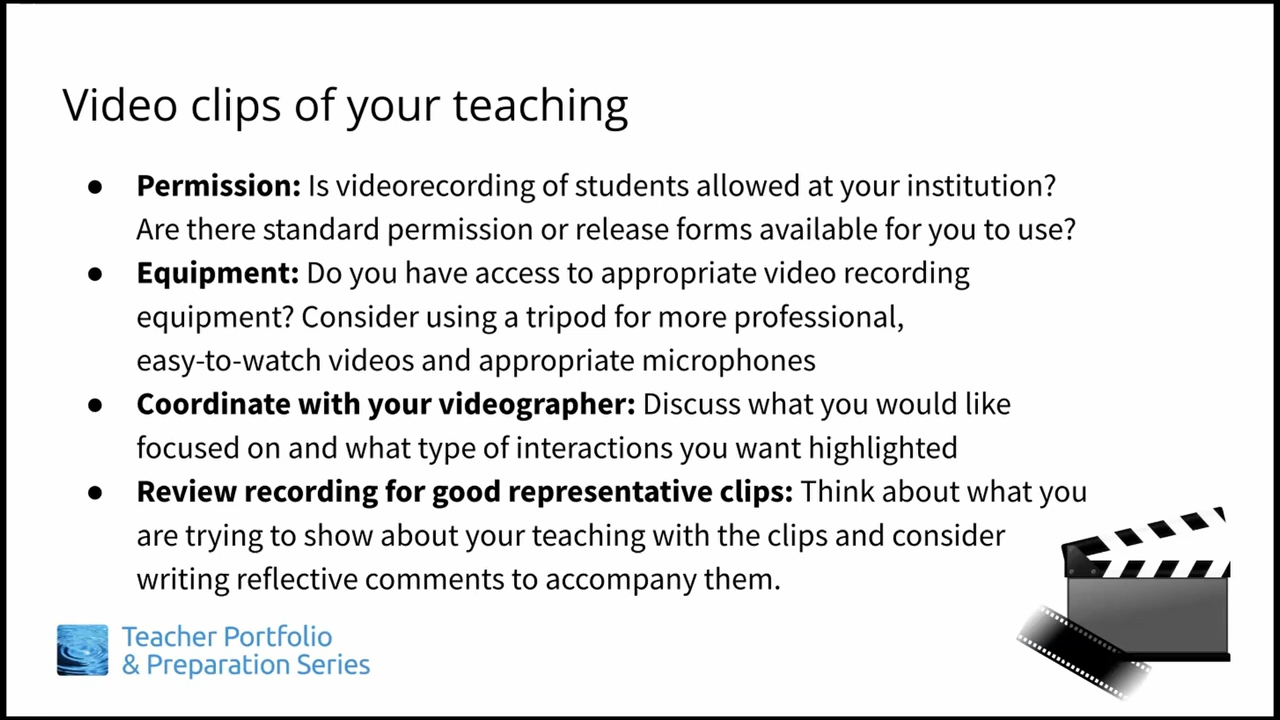 Video clips of your teaching
● Permission: Is videorecording of students allowed at your institution?
Are there standard permission or release forms available for you to use?
● Equipment: Do you have access to appropriate video recording
equipment? Consider using a tripod for more professional,
easy-to-watch videos and appropriate microphones
● Coordinate with your videographer: Discuss what you would like
focused on and what type of interactions you want highlighted
● Review recording for good representative clips: Think about what you
are trying to show about your teaching with the clips and consider
writing reflective comments to accompany them.
Teacher Portfolio
& Preparation Series